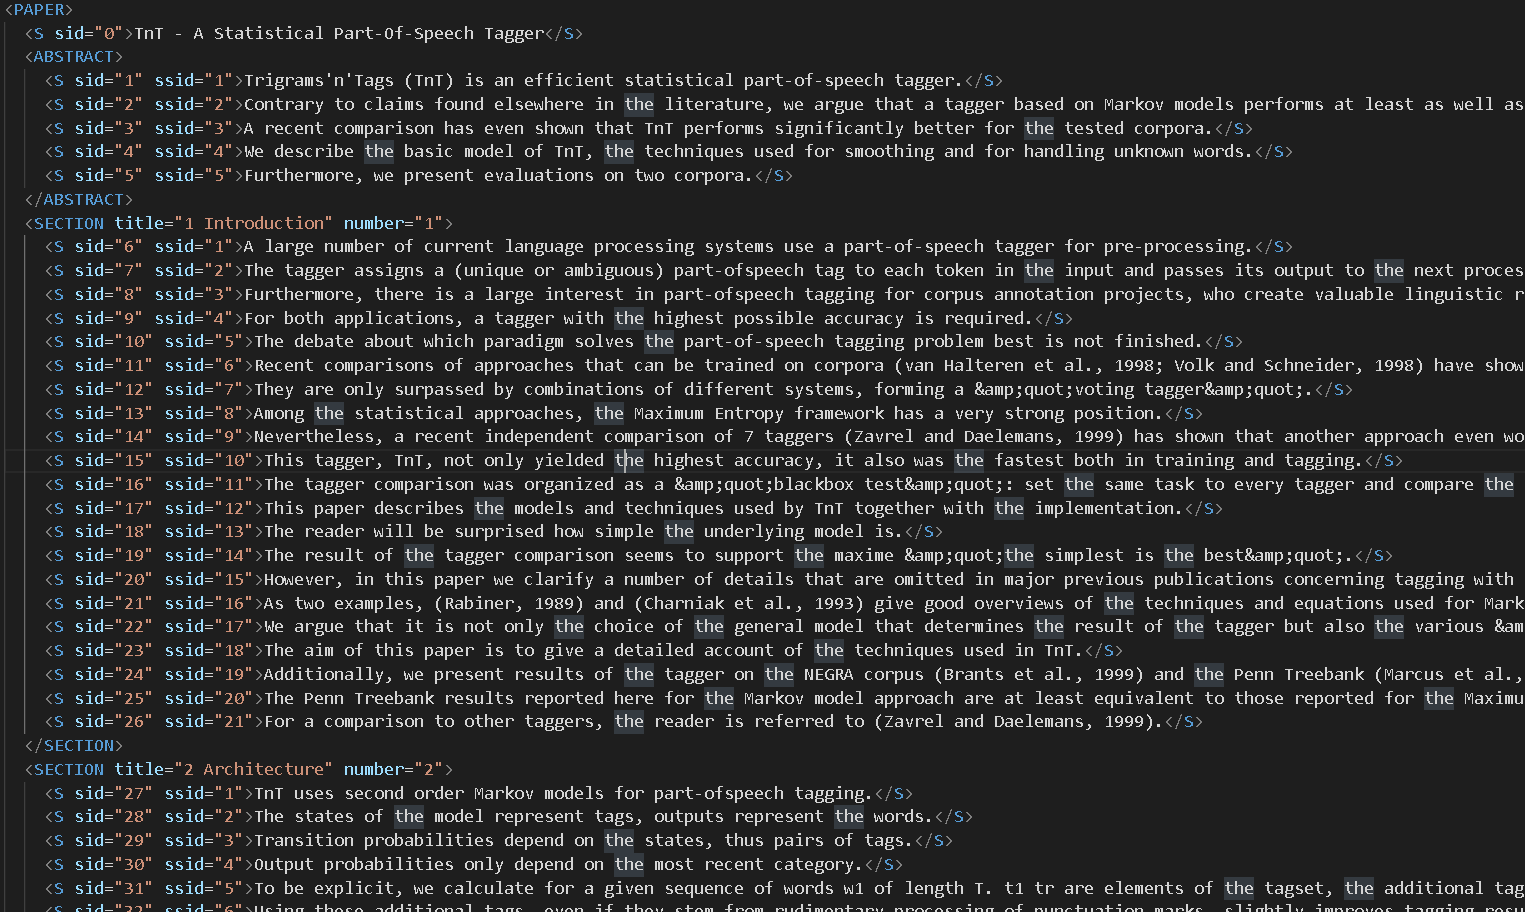 <PAPER>
<S sid="0">TnT - A Statistical Part-Of-Speech Tagger</S>
<ABSTRACT>
<S sid="1" ssid="1">Trigrams'n'Tags (TnT) is an efficient statistical part-of-speech tagger.</S>
<S sid="2" ssid="2">Contrary to claims found elsewhere in the literature, we argue that a tagger based on Markov models performs at least as well as
<S sid="3" ssid="3">A recent comparison has even shown that TnT performs significantly better for the tested corpora.</S>
<S sid="4" ssid="4">We describe the basic model of TnT, the techniques used for smoothing and for handling unknown words.</S>
<S sid="5" ssid="5">Furthermore, we present evaluations on two corpora.</S>
</ABSTRACT>
<SECTION title="1 Introduction" number="1">
<S sid="6" ssid="1">A large number of current language processing systems use a part-of-speech tagger for pre-processing.</S>
<S sid="7" ssid="2">The tagger assigns a (unique or ambiguous) part-ofspeech tag to each token in the input and passes its output to the next proces
<S sid="8" ssid="3">Furthermore, there is a large interest in part-ofspeech tagging for corpus annotation projects, who create valuable linguistic r
<S sid="9" ssid="4">For both applications, a tagger with the highest possible accuracy is required.</S>
<S sid="10" ssid="5">The debate about which paradigm solves the part-of-speech tagging problem best is not finished.</S>
<S sid="11" ssid="6">Recent comparisons of approaches that can be trained on corpora (van Halteren et al., 1998; Volk and Schneider, 1998) have show
<S sid="12" ssid="7">They are only surpassed by combinations of different systems, forming a &amp;quot;voting tagger&amp;quot;.</S>
<S sid="13" ssid="8">Among the statistical approaches, the Maximum Entropy framework has a very strong position.</S>
<S sid="14" ssid="9">Nevertheless, a recent independent comparison of 7 taggers (Zavrel and Daelemans, 1999) has shown that another approach even wo
<S sid="15" ssid="10">This tagger, TnT, not only yielded the highest accuracy, it also was the fastest both in training and tagging.</S>
<S sid="16" ssid="11">The tagger comparison was organized as a &amp;quot;blackbox test&amp;quot;: set the same task to every tagger and compare the
<S sid="17" ssid="12">This paper describes the models and techniques used by TnT together with the implementation.</S>
<S sid="18" ssid="13">The reader will be surprised how simple the underlying model is.</S>
<S sid="19" ssid="14">The result of the tagger comparison seems to support the maxime &amp;quot;the simplest is the best&amp;quot;.</S>
<S sid="20" ssid="15">However, in this paper we clarify a number of details that are omitted in major previous publications concerning tagging with
<S sid="21" ssid="16">As two examples, (Rabiner, 1989) and (Charniak et al., 1993) give good overviews of the techniques and equations used for Mark
<S sid="22" ssid="17">We argue that it is not only the choice of the general model that determines the result of the tagger but also the various &am
<S sid="23" ssid="18">The aim of this paper is to give a detailed account of the techniques used in TnT.</S>
<S sid="24" ssid="19">Additionally, we present results of the tagger on the NEGRA corpus (Brants et al., 1999) and the Penn Treebank (Marcus et al.,
<S sid="25" ssid="20">The Penn Treebank results reported here for the Markov model approach are at least equivalent to those reported for the Maximu
<S sid="26" ssid="21">For a comparison to other taggers, the reader is referred to (Zavrel and Daelemans, 1999).</S>
</SECTION>
<SECTION title="2 Architecture" number="2">
<S sid="27" ssid="1">TnT uses second order Markov models for part-ofspeech tagging.</S>
<S sid="28" ssid="2">The states of the model represent tags, outputs represent the words.</S>
<S sid="29" ssid="3">Transition probabilities depend on the states, thus pairs of tags.</S>
<S sid="30" ssid="4">Output probabilities only depend on the most recent category.</S>
<S sid="31" ssid="5">To be explicit, we calculate for a given sequence of words w1 of length T. t1 tr are elements of the tagset, the additional tag
<S sid="32" ssid="6">Using these additional tags, even if they stem from rudimentary processing of punctuation marks, slightly improves tagging resu